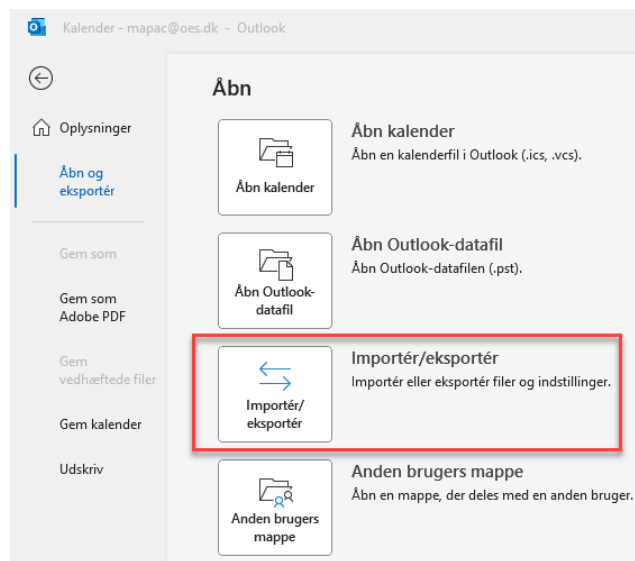 Kalender - mapac@oes.dk - Outlook
Åbn
Oplysninger
Åbn og
eksportér
Gem som
Gem som
Adobe PDF
Gem
vedhæftede filer
Gem kalender
Udskriv
Åbn kalender
Åbn kalender
Åbn en kalenderfil i Outlook (.ics, .vcs).
Åbn Outlook-
datafil
Åbn Outlook-datafil
Åbn Outlook-datafilen (.pst).
Importér/
eksportér
Importér/eksportér
Importér eller eksportér filer og indstillinger.
Anden brugers
mappe
Anden brugers mappe
Åbn en mappe, der deles med en anden bruger.